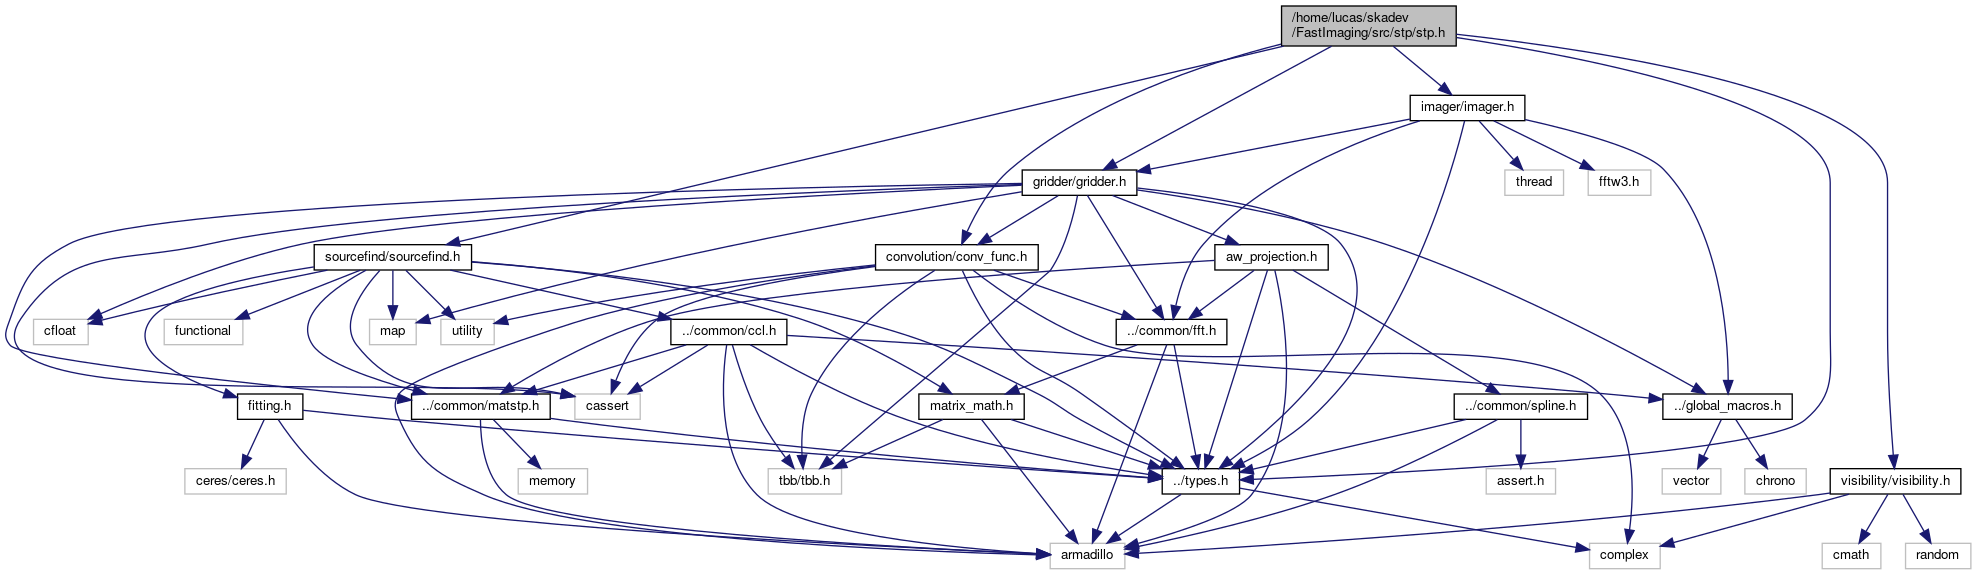 /home/lucas/skadev
/FastImaging/src/stp/stp.h
imager/imager.h
gridder/gridder.h
thread
fftw3.h
sourcefind/sourcefind.h
convolution/conv_func.h
aw_projection.h
cfloat
functional
map
utility
../common/ccl.h
../common/fft.h
fitting.h
../common/matstp.h
cassert
matrix_math.h
../common/spline.h
../global_macros.h
ceres/ceres.h
memory
tbb/tbb.h
../types.h
assert.h
vector
chrono
visibility/visibility.h
armadillo
complex
cmath
random